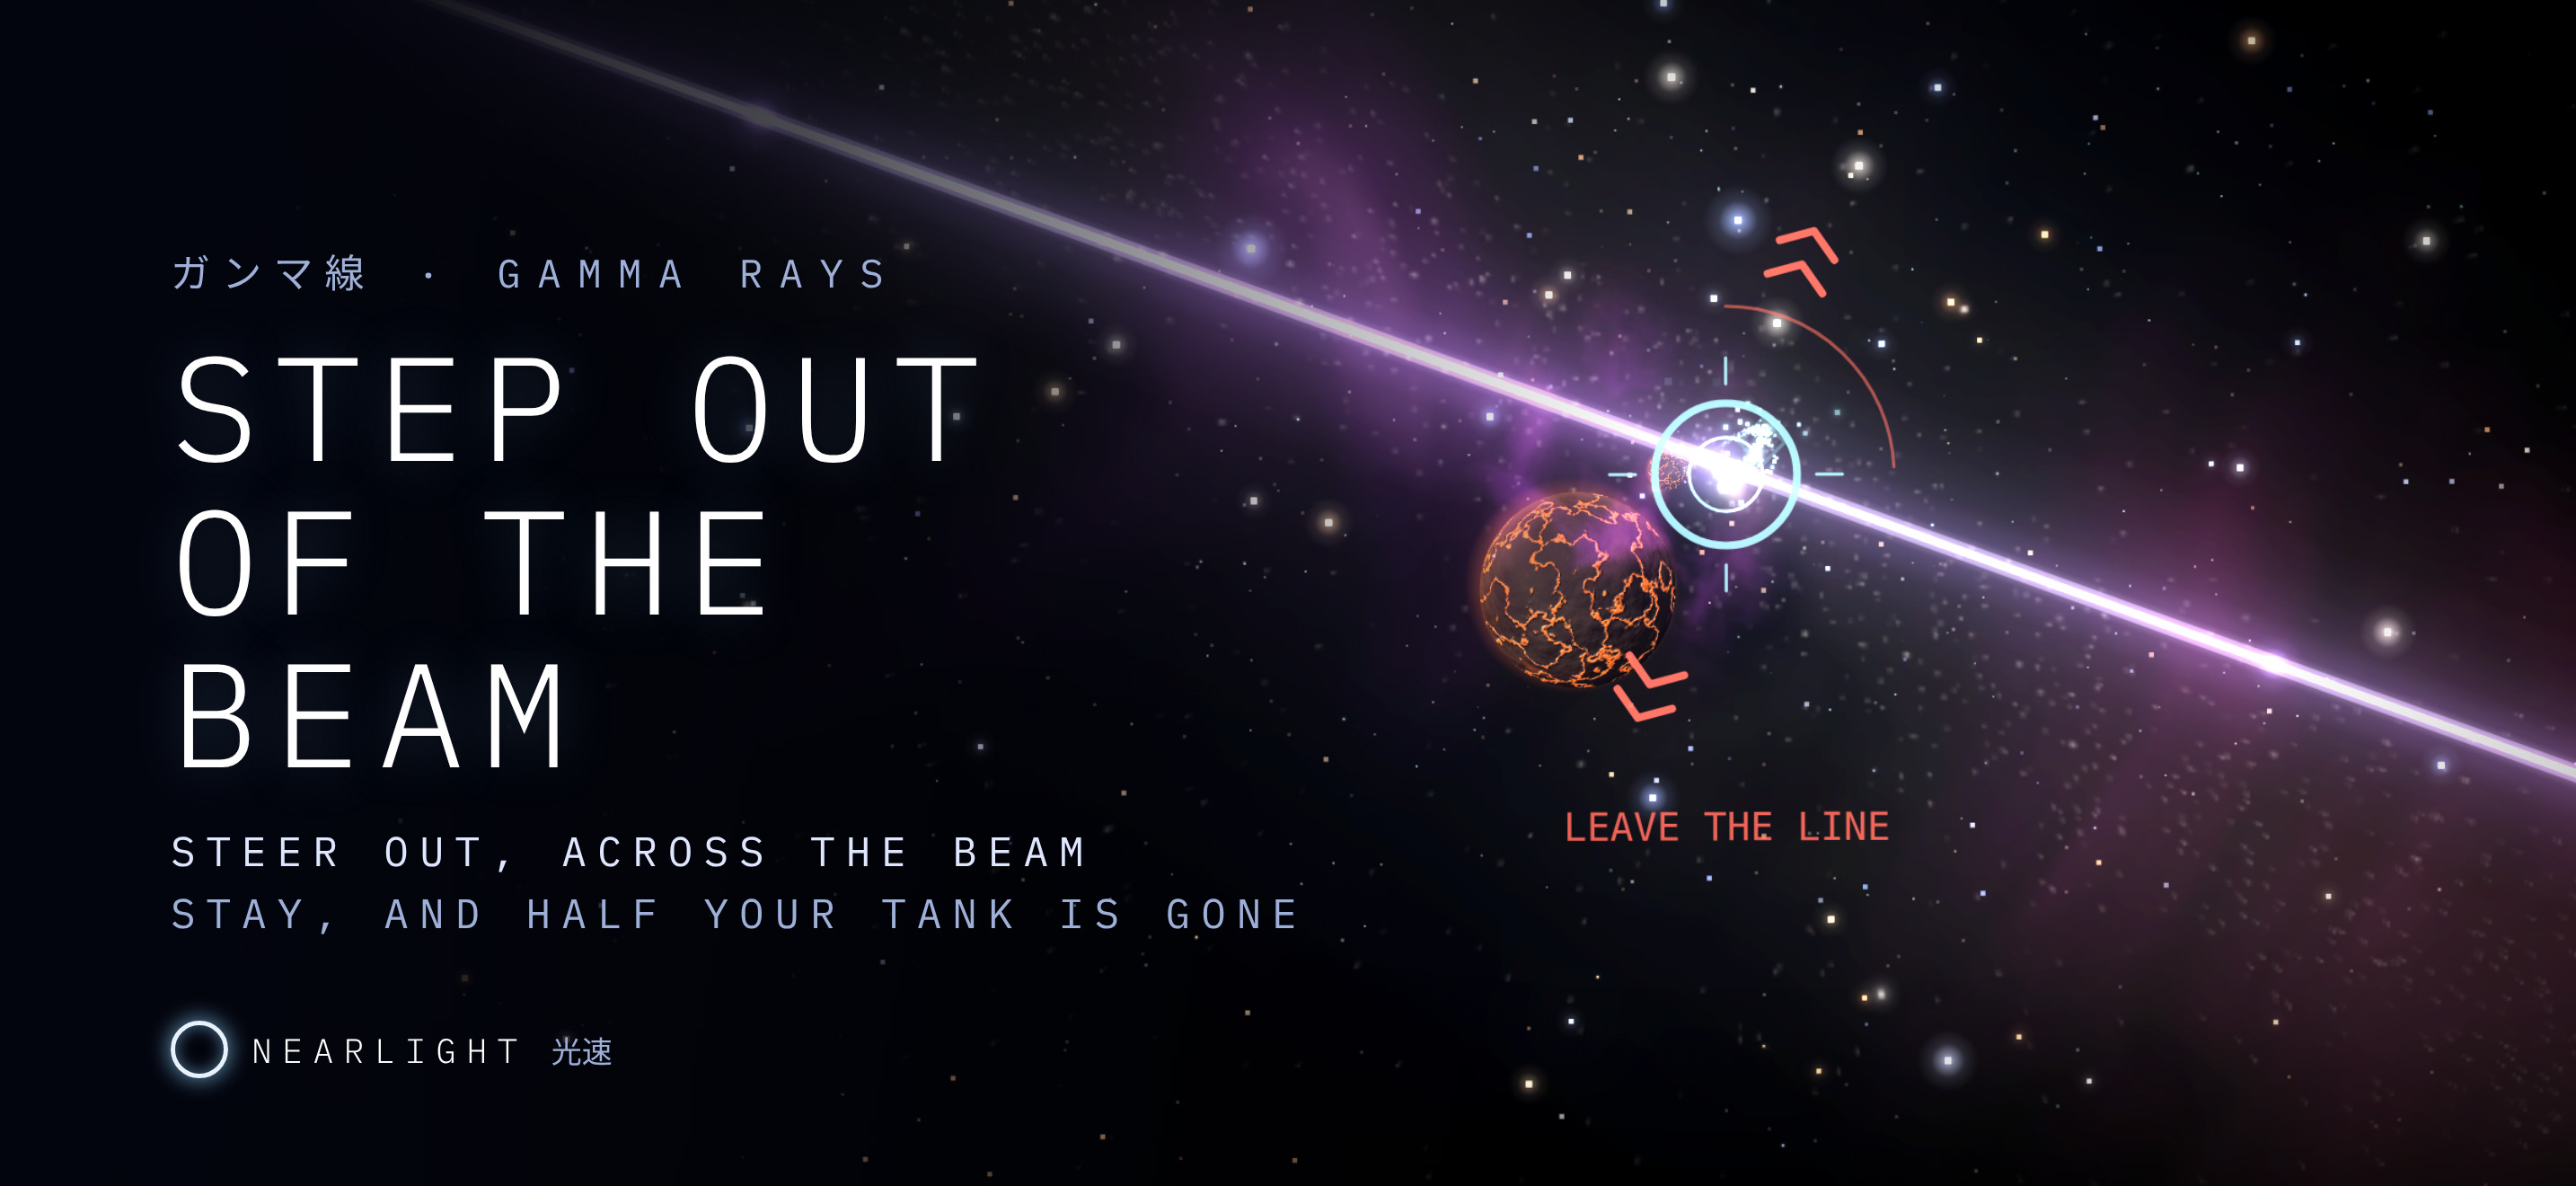 ガンマ線 · GAMMA RAYS
STEP OUT
OF THE
BEAM
STEER OUT, ACROSS THE BEAM
STAY, AND HALF YOUR TANK IS GONE
NEARLIGHT 光速
LEAVE THE LINE